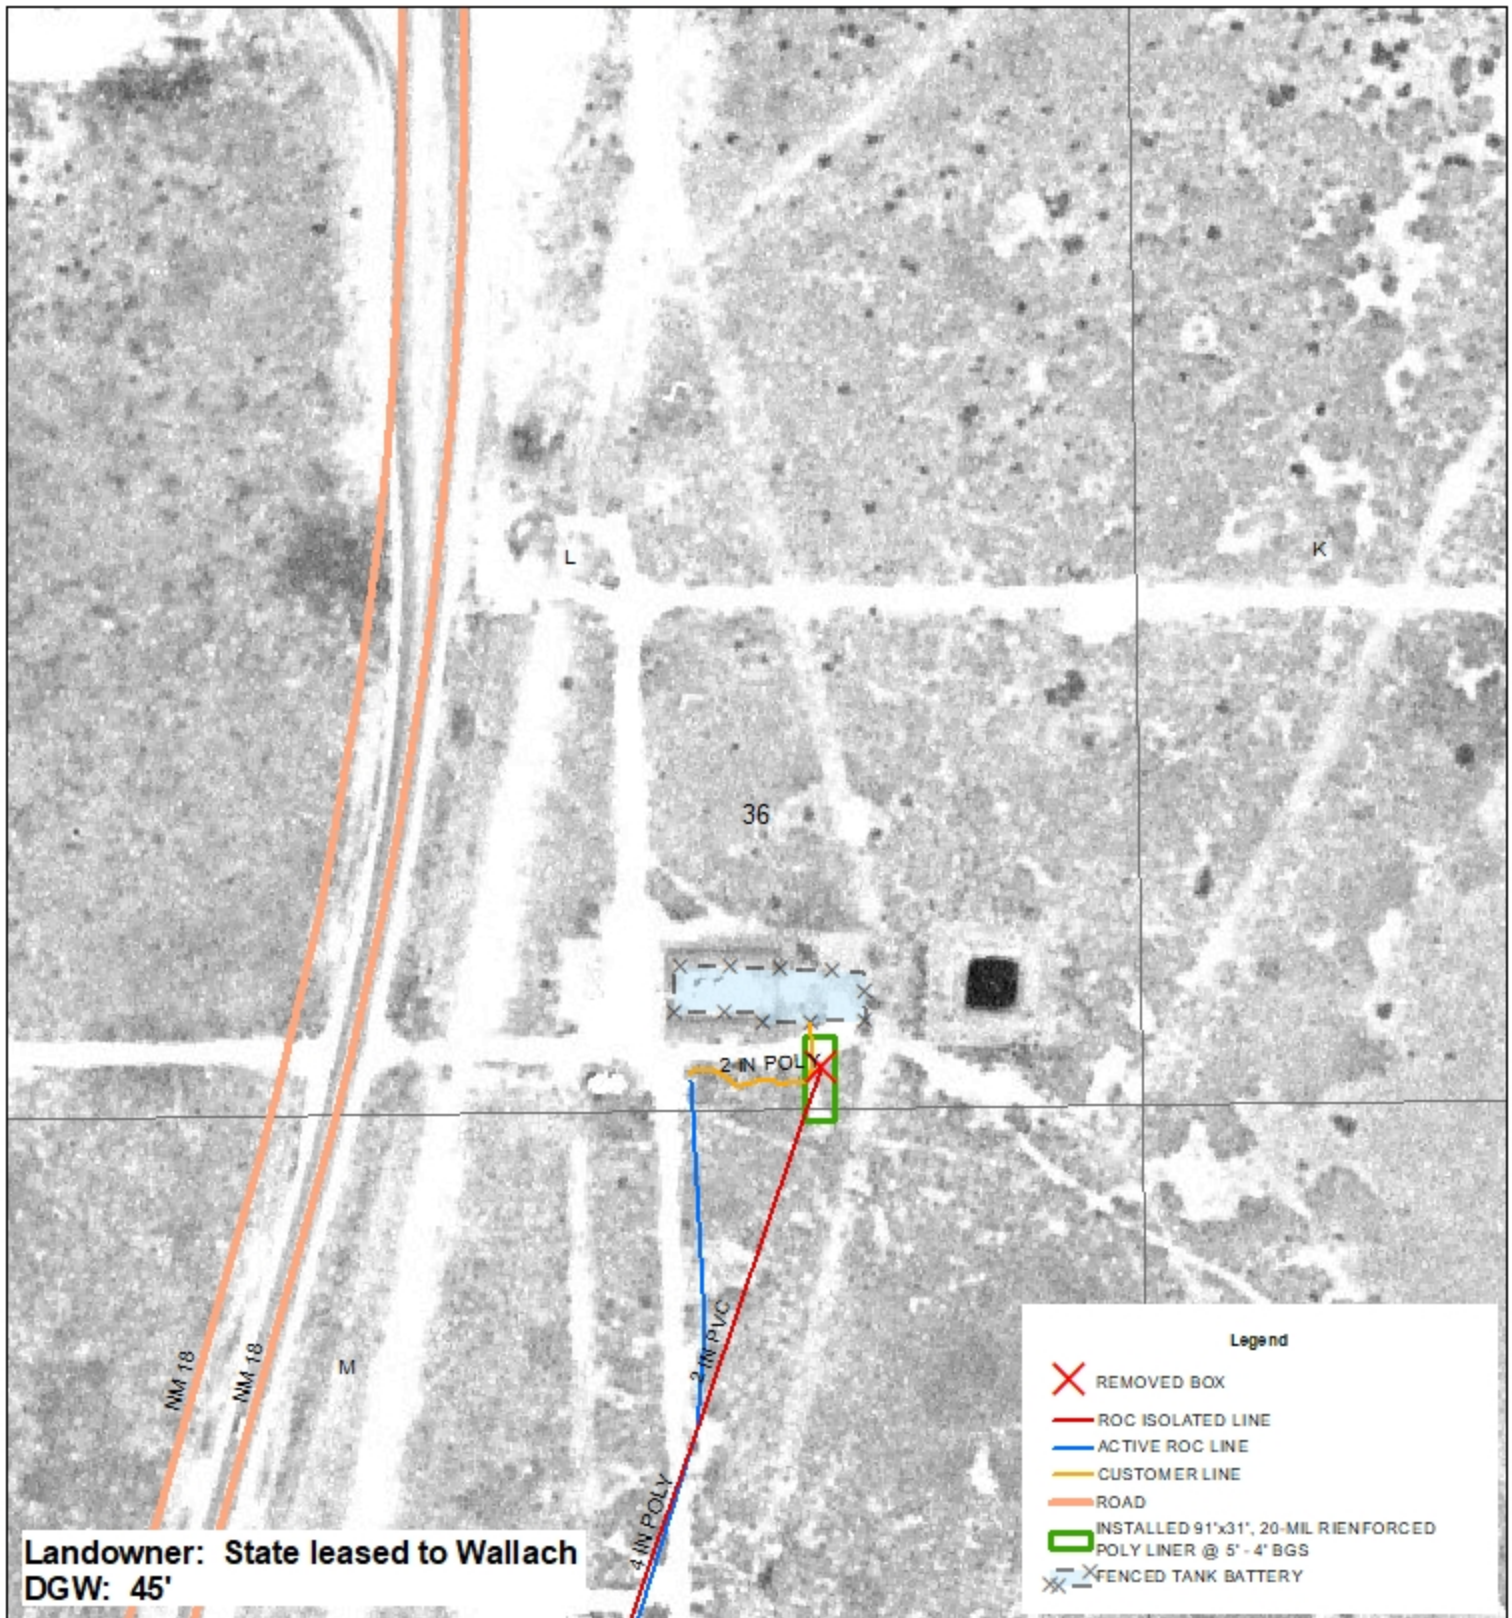 L
K
36
2 IN POLY
2 IN PVC
NM 18
NM 18
M
4 IN POLY
Legend
REMOVED BOX
ROC ISOLATED LINE
ACTIVE ROC LINE
CUSTOMER LINE
ROAD
INSTALLED 91'x31', 20-MIL RIENFORCED
POLY LINER @ 5' - 4' BGS
FENCED TANK BATTERY
Landowner: State leased to Wallach
DGW: 45'